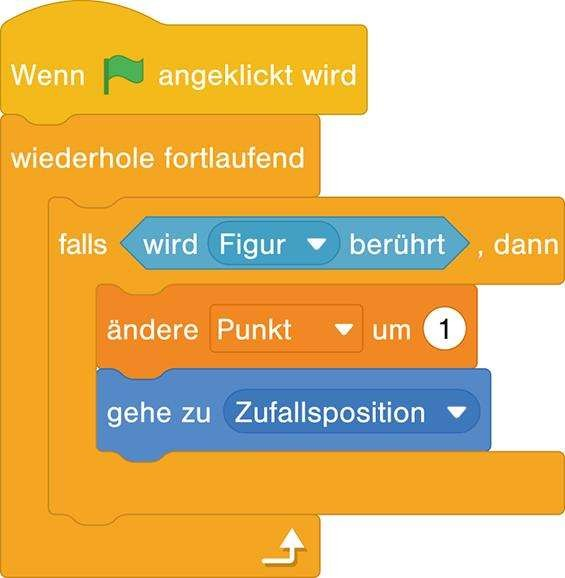 Wenn angeklickt wird
wiederhole fortlaufend
falls wird Figur berührt , dann
ändere Punkt um 1
gehe zu Zufallsposition